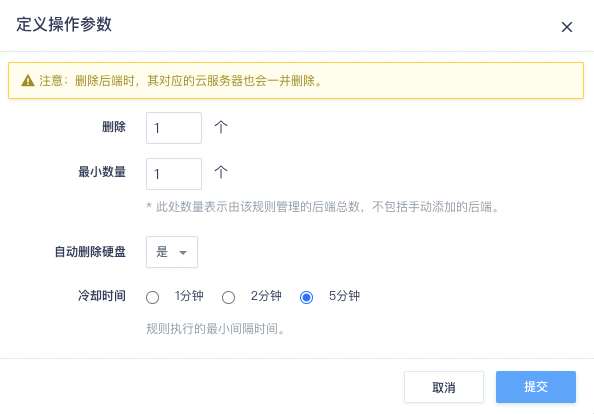 定义操作参数
注意：删除后端时，其对应的云服务器也会一并删除。
删除 1 个
最小数量 1 个
* 此处数量表示由该规则管理的后端总数，不包括手动添加的后端。
自动删除硬盘 是
冷却时间 1分钟 2分钟 5分钟
规则执行的最小间隔时间。
取消 提交